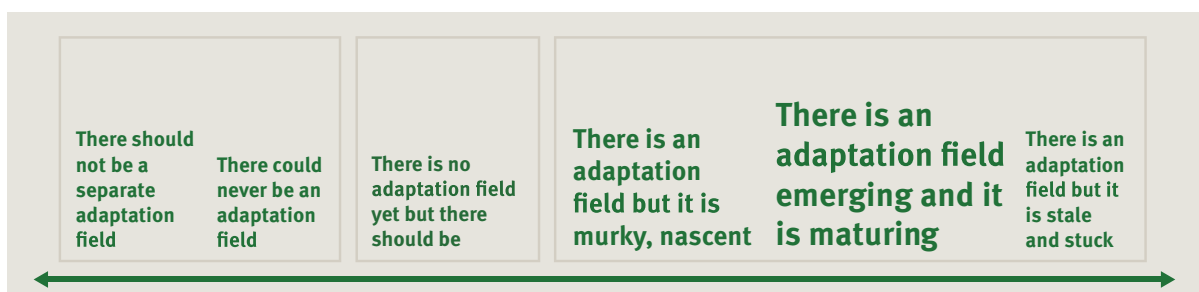 There should
not be a
separate
adaptation
field
There could
never be an
adaptation
field
There is no
adaptation field
yet but there
should be
There is an
adaptation
field but it is
murky, nascent
There is an
adaptation field
emerging and it
is maturing
There is an
adaptation
field but it
is stale
and stuck